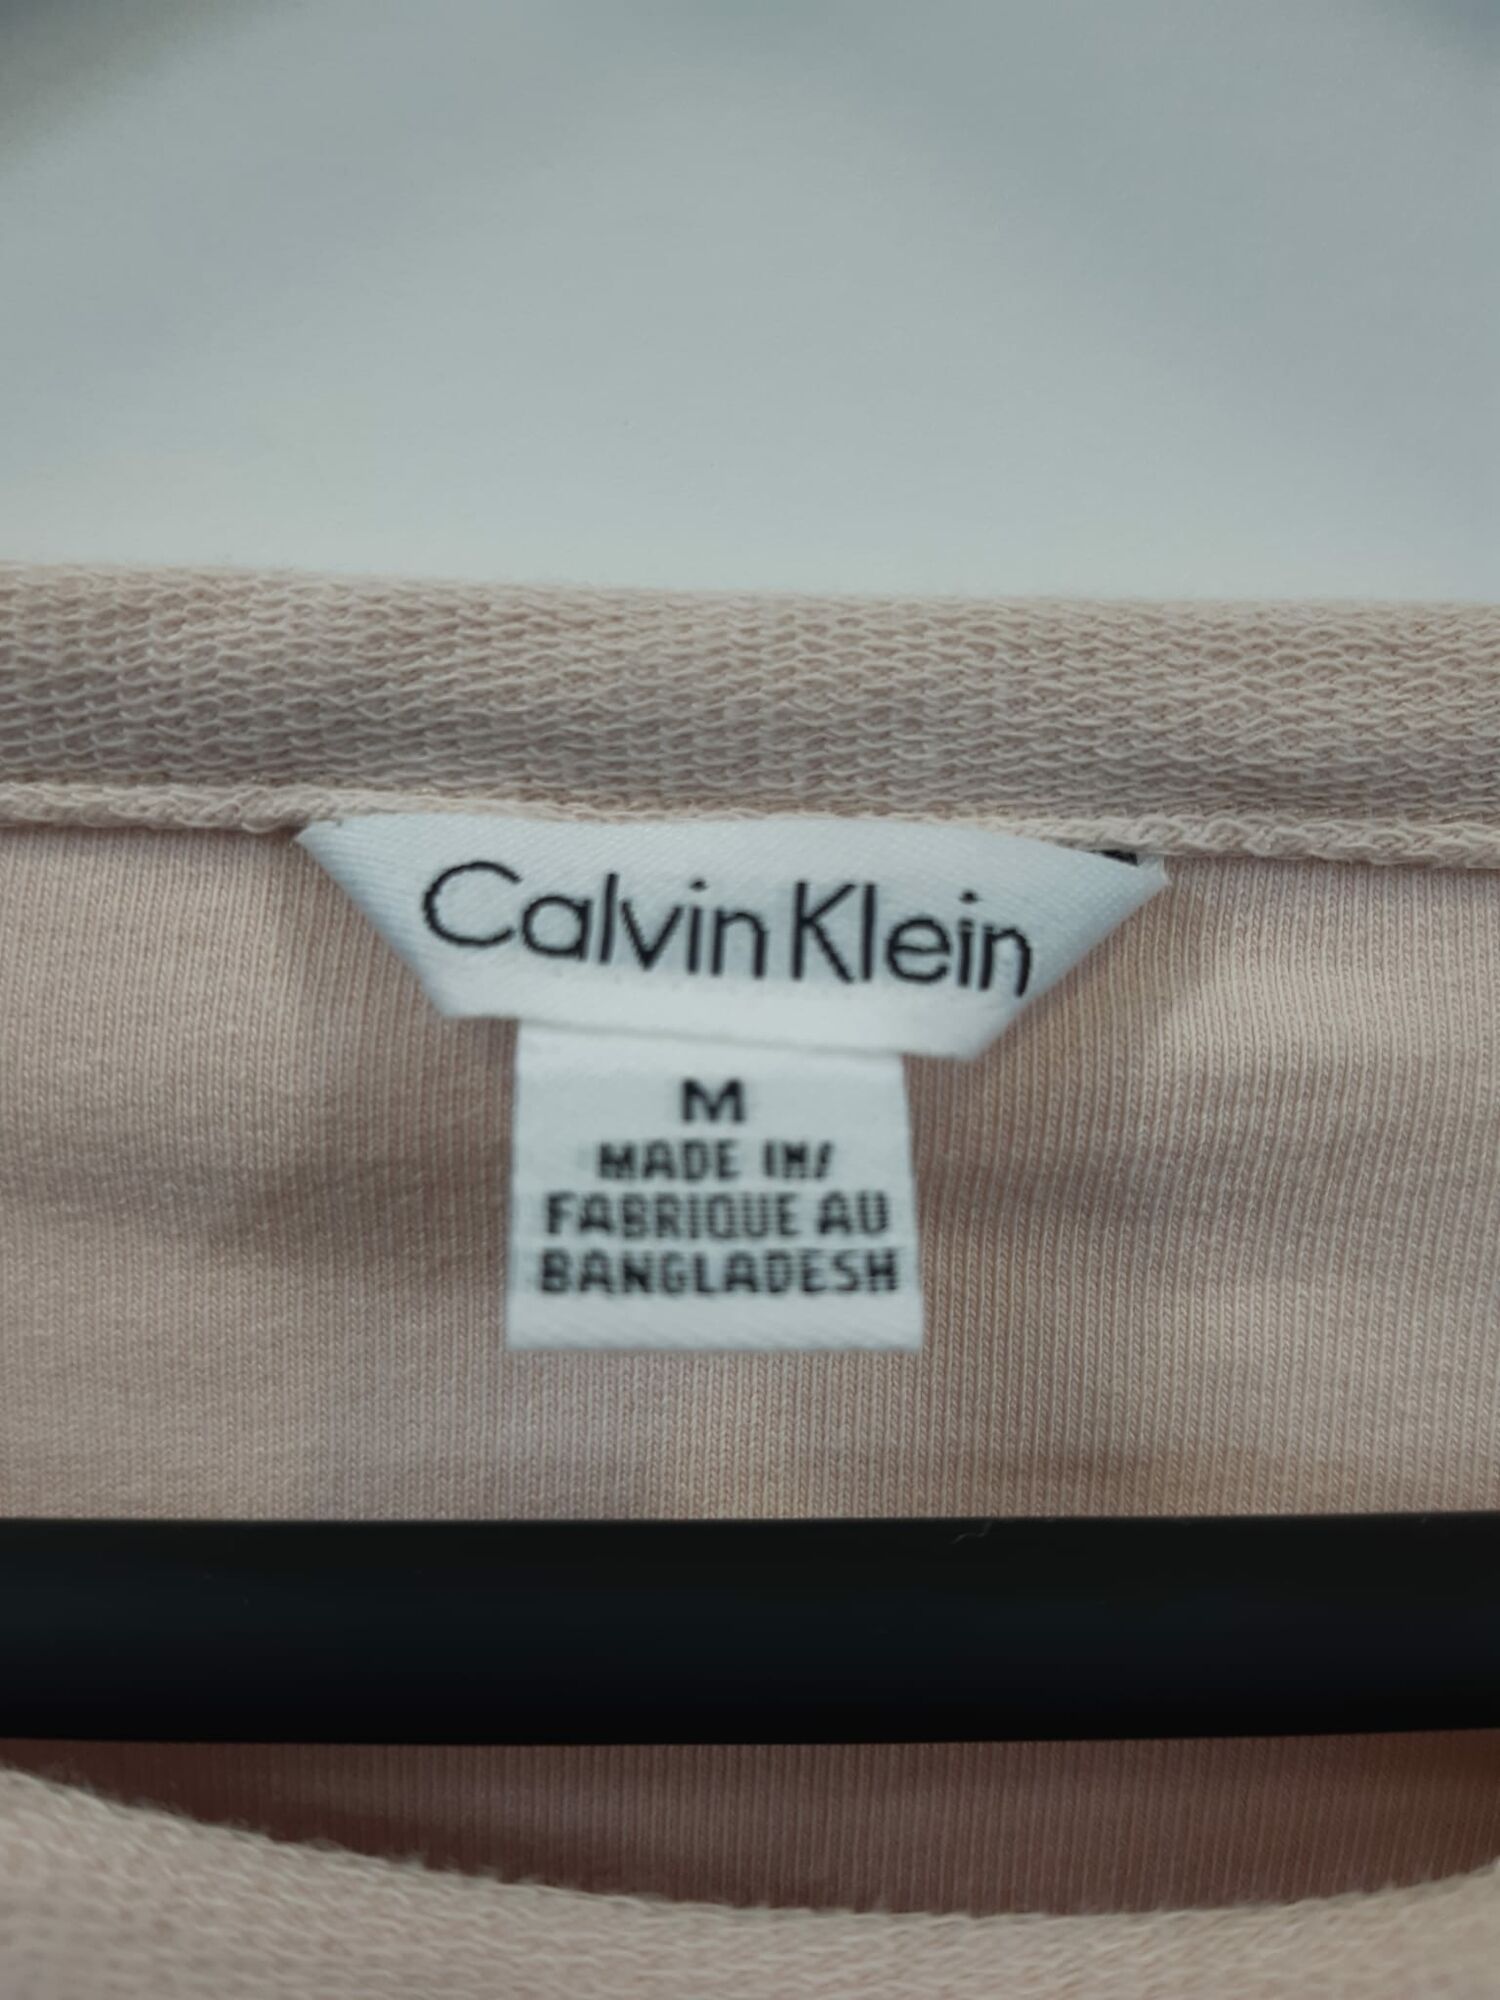 Calvin Klein
M
MADE IN/
FABRIQUE AU
BANGLADESH